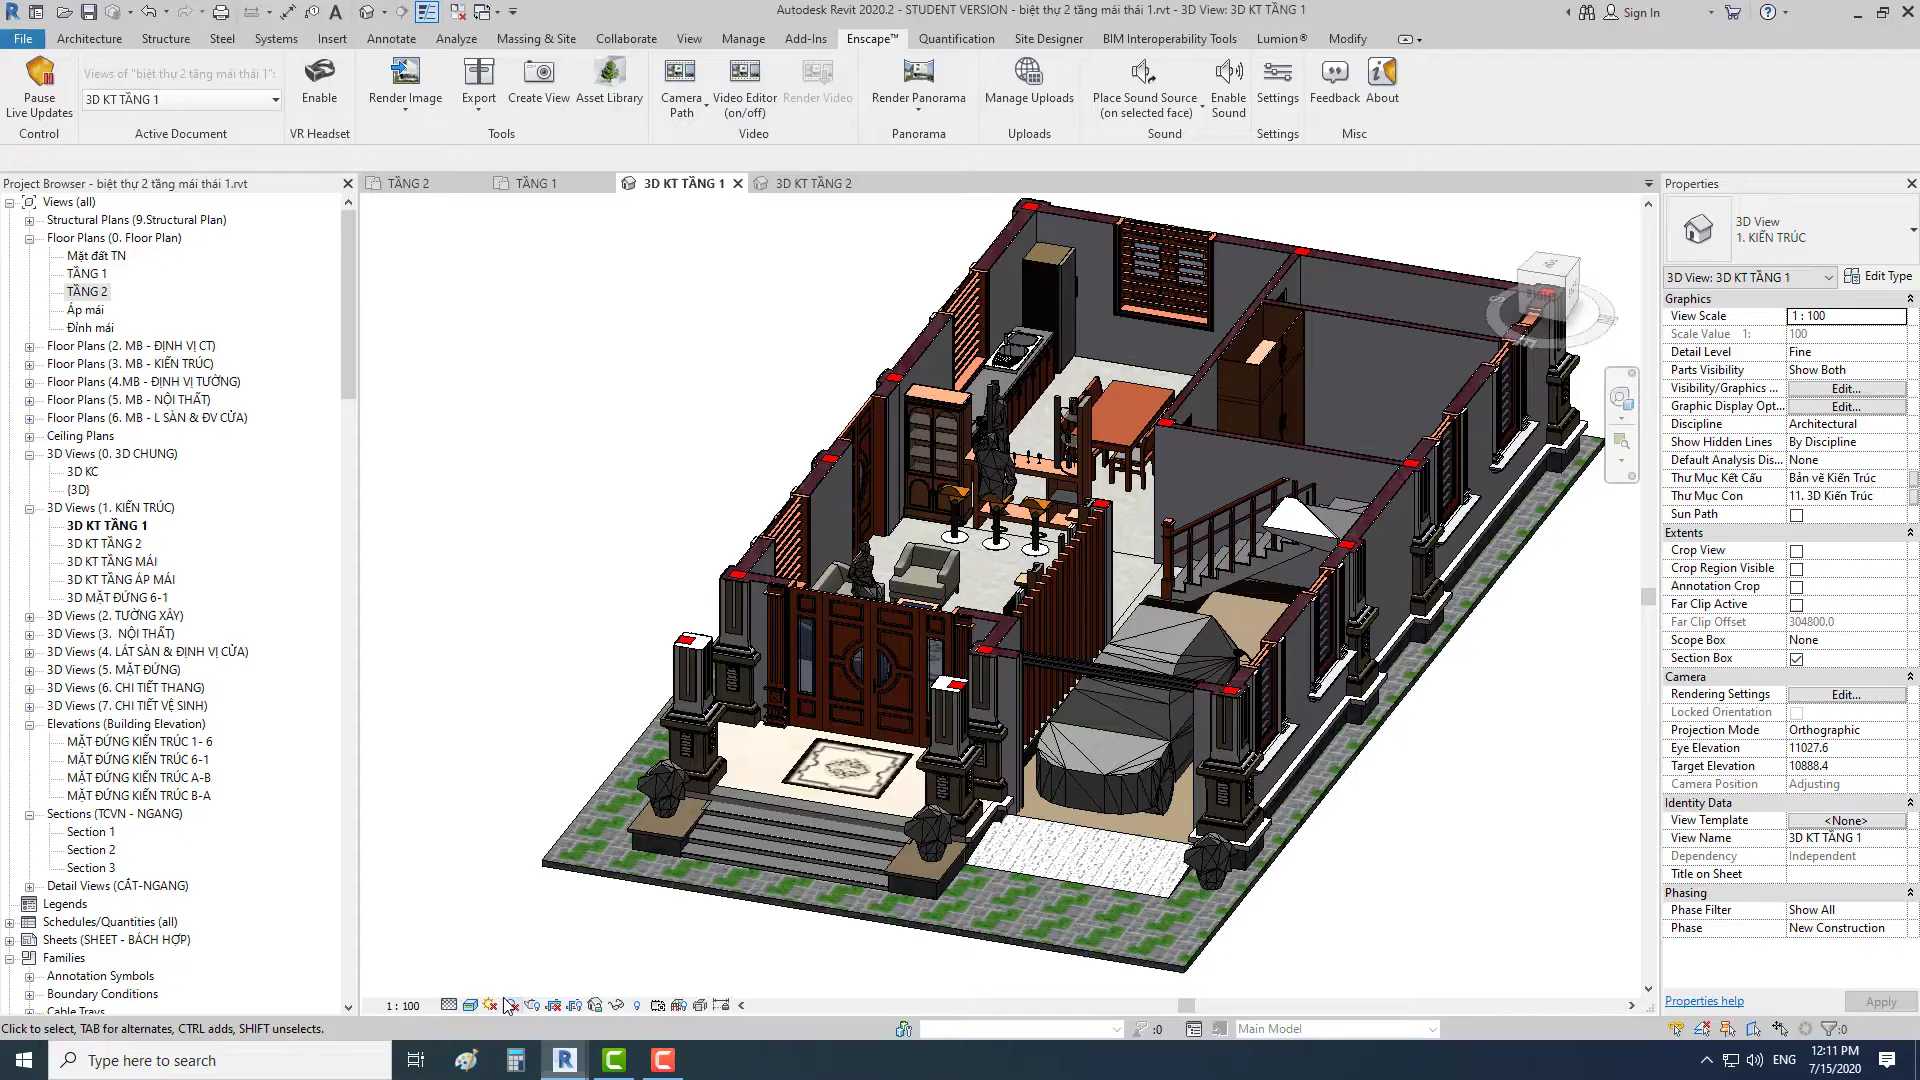 Autodesk Revit 2020.2 - STUDENT VERSION - biệt thự 2 tầng mái thái 1.rvt - 3D View: 3D KT TẦNG 1
Sign In
File Architecture Structure Steel Systems Insert Annotate Analyze Massing & Site Collaborate View Manage Add-Ins Enscape™ Quantification Site Designer BIM Interoperability Tools Lumion® Modify
Pause
Live Updates
Control
Views of "biệt thự 2 tầng mái thái 1":
3D KT TẦNG 1
Active Document
Enable
VR Headset
Render Image
Export
Create View
Asset Library
Tools
Camera
Path
Video Editor
(on/off)
Render Video
Video
Render Panorama
Panorama
Manage Uploads
Uploads
Place Sound Source
(on selected face)
Enable
Sound
Sound
Settings
Settings
Feedback
About
Misc
Project Browser - biệt thự 2 tầng mái thái 1.rvt
Views (all)
Structural Plans (9.Structural Plan)
Floor Plans (0. Floor Plan)
Mặt đất TN
TẦNG 1
TẦNG 2
Áp mái
Đỉnh mái
Floor Plans (2. MB - ĐỊNH VỊ CT)
Floor Plans (3. MB - KIẾN TRÚC)
Floor Plans (4.MB - ĐỊNH VỊ TƯỜNG)
Floor Plans (5. MB - NỘI THẤT)
Floor Plans (6. MB - L SÀN & ĐV CỬA)
Ceiling Plans
3D Views (0. 3D CHUNG)
3D KC
{3D}
3D Views (1. KIẾN TRÚC)
3D KT TẦNG 1
3D KT TẦNG 2
3D KT TẦNG MÁI
3D KT TẦNG ÁP MÁI
3D MẶT ĐỨNG 6-1
3D Views (2. TƯỜNG XÂY)
3D Views (3.  NỘI THẤT)
3D Views (4. LÁT SÀN & ĐỊNH VỊ CỬA)
3D Views (5. MẶT ĐỨNG)
3D Views (6. CHI TIẾT THANG)
3D Views (7. CHI TIẾT VỆ SINH)
Elevations (Building Elevation)
MẶT ĐỨNG KIẾN TRÚC 1- 6
MẶT ĐỨNG KIẾN TRÚC 6-1
MẶT ĐỨNG KIẾN TRÚC A-B
MẶT ĐỨNG KIẾN TRÚC B-A
Sections (TCVN - NGANG)
Section 1
Section 2
Section 3
Detail Views (CẮT-NGANG)
Legends
Schedules/Quantities (all)
Sheets (SHEET - BÁCH HỢP)
Families
Annotation Symbols
Boundary Conditions
Cable Trays
TẦNG 2
TẦNG 1
3D KT TẦNG 1
3D KT TẦNG 2
1 : 100
Properties
3D View
1. KIẾN TRÚC
3D View: 3D KT TẦNG 1
Edit Type
Graphics
View Scale 1 : 100
Scale Value 1: 100
Detail Level Fine
Parts Visibility Show Both
Visibility/Graphics ... Edit...
Graphic Display Opt... Edit...
Discipline Architectural
Show Hidden Lines By Discipline
Default Analysis Dis... None
Thư Mục Kết Cấu Bản vẽ Kiến Trúc
Thư Mục Con 11. 3D Kiến Trúc
Sun Path
Extents
Crop View
Crop Region Visible
Annotation Crop
Far Clip Active
Far Clip Offset 304800.0
Scope Box None
Section Box
Camera
Rendering Settings Edit...
Locked Orientation
Projection Mode Orthographic
Eye Elevation 11027.6
Target Elevation 10888.4
Camera Position Adjusting
Identity Data
View Template <None>
View Name 3D KT TẦNG 1
Dependency Independent
Title on Sheet
Phasing
Phase Filter Show All
Phase New Construction
Properties help
Apply
Click to select, TAB for alternates, CTRL adds, SHIFT unselects.
:0
Main Model
:0
Type here to search
ENG
12:11 PM
7/15/2020